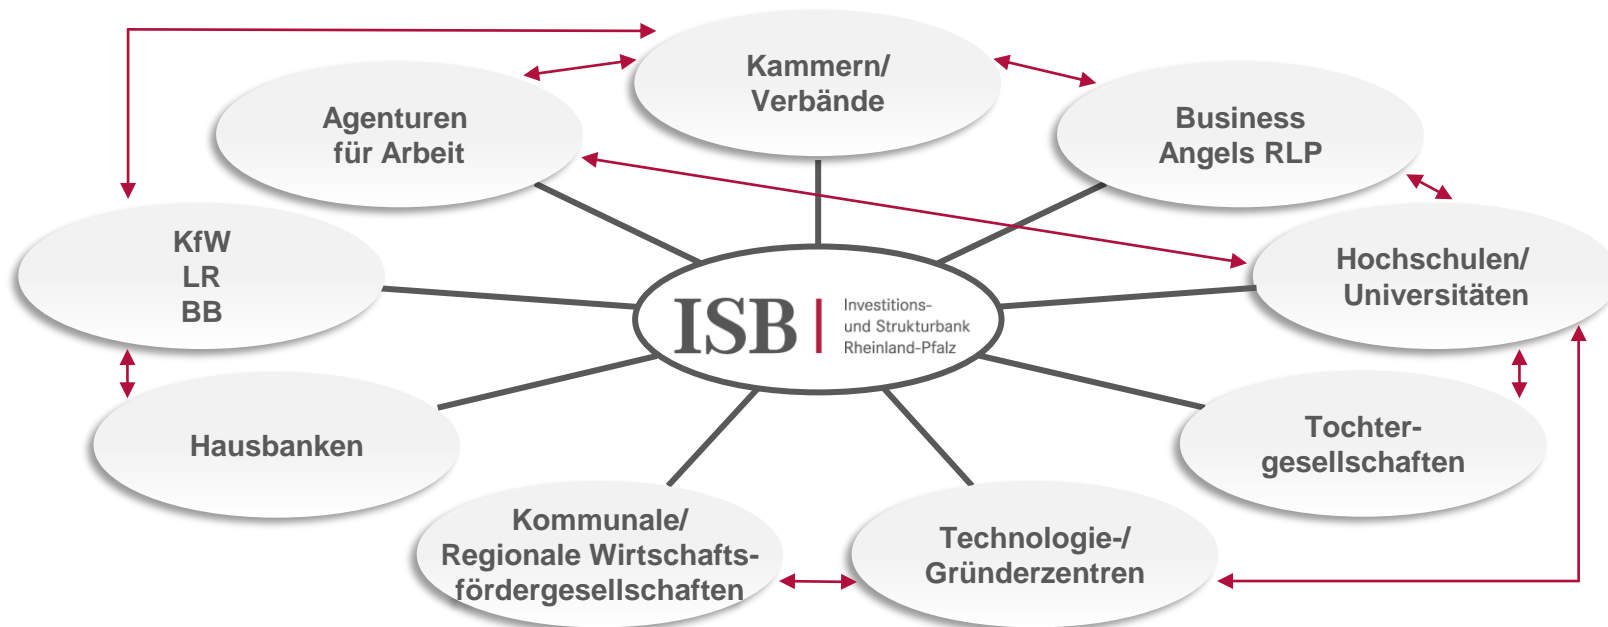 Kammern/
Verbände
Agenturen
für Arbeit
Business
Angels RLP
KfW
LR
BB
Hochschulen/
Universitäten
ISB
Investitions-
und Strukturbank
Rheinland-Pfalz
Hausbanken
Tochter-
gesellschaften
Kommunale/
Regionale Wirtschafts-
fördergesellschaften
Technologie-/
Gründerzentren